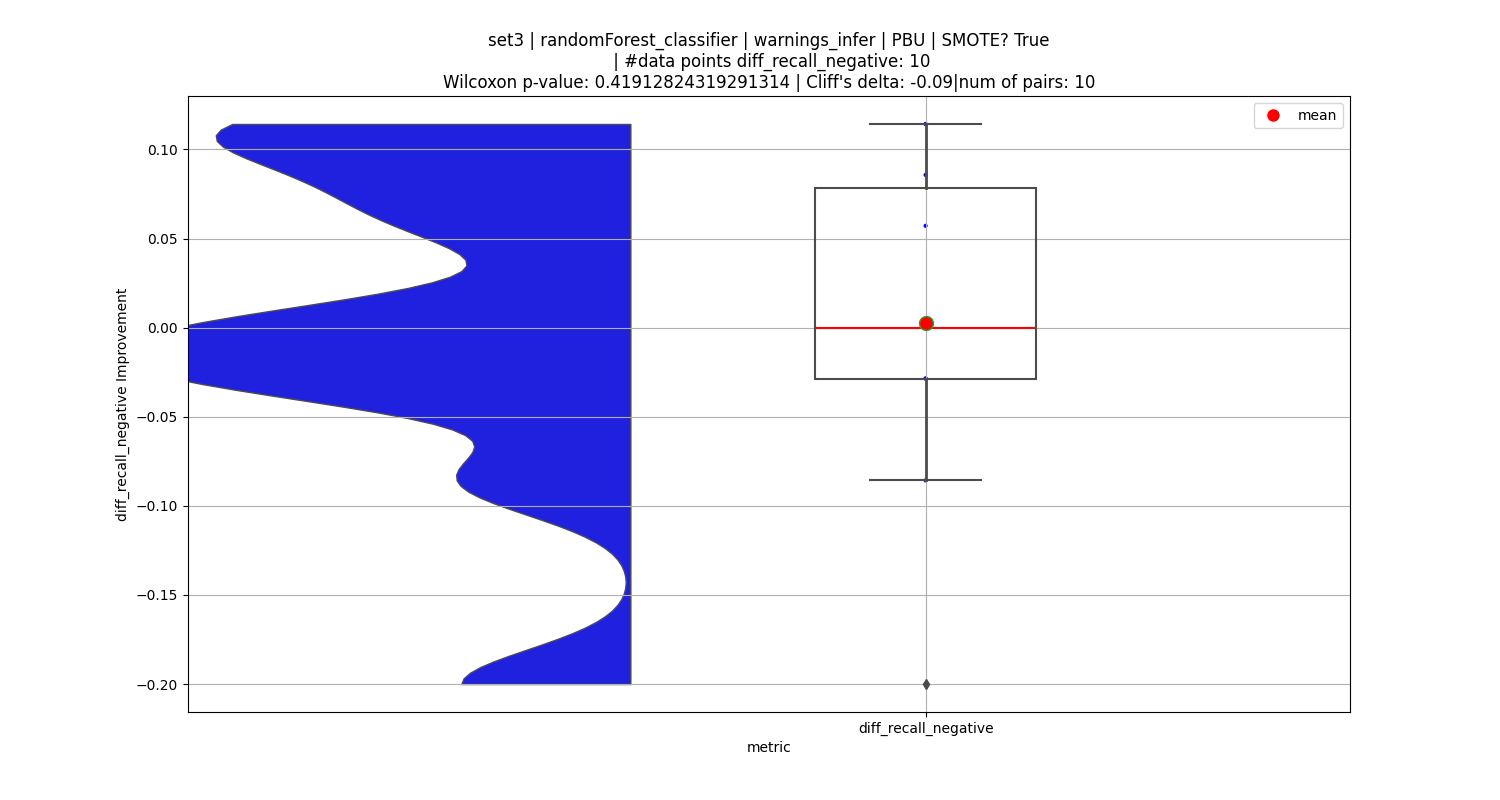 set3 | randomForest_classifier | warnings_infer | PBU | SMOTE? True
| #data points diff_recall_negative: 10
Wilcoxon p-value: 0.41912824319291314 | Cliff's delta: -0.09|num of pairs: 10
mean
0.10
0.05
0.00
−0.05
−0.10
−0.15
−0.20
diff_recall_negative Improvement
diff_recall_negative
metric